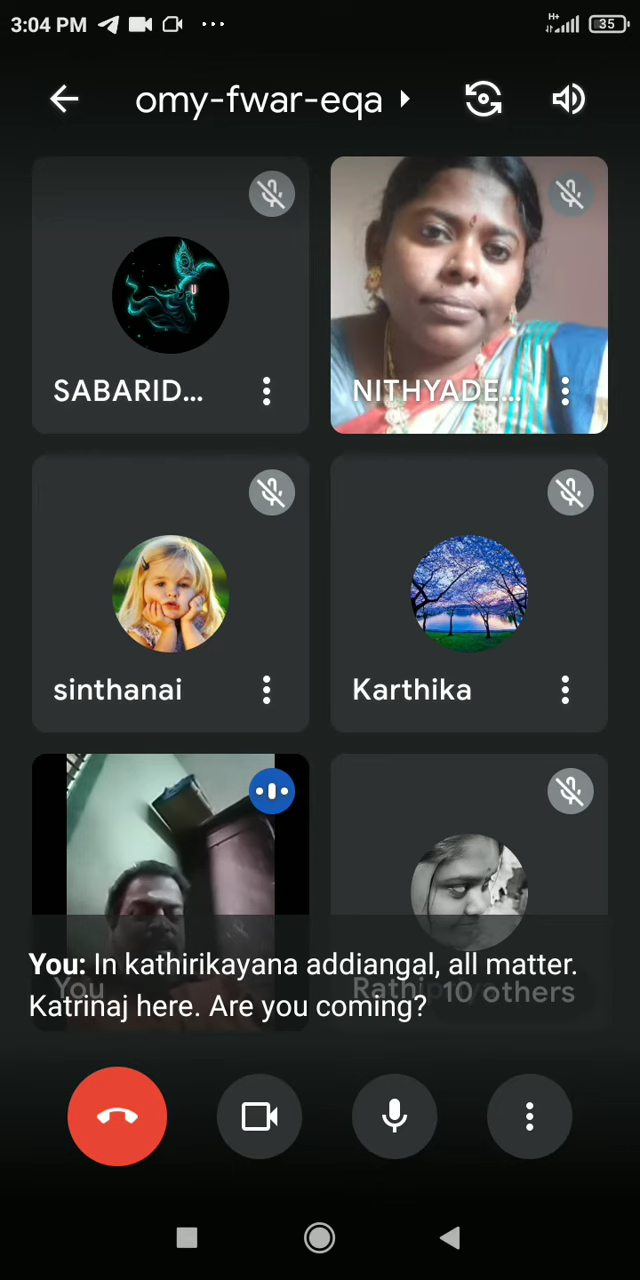 3:04 PM
H+
35
omy-fwar-eqa
SABARID...
NITHYADE...
sinthanai
Karthika
You: In kathirikayana addiangal, all matter.
You
10 others
Katrinaj here. Are you coming?